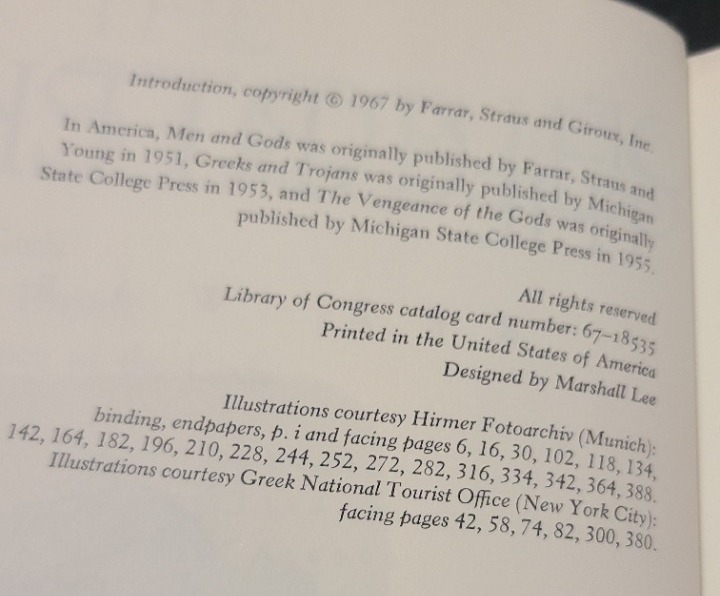 Introduction, copyright © 1967 by Farrar, Straus and Giroux, Inc.
In America, Men and Gods was originally published by Farrar, Straus and
Young in 1951, Greeks and Trojans was originally published by Michigan
State College Press in 1953, and The Vengeance of the Gods was originally
published by Michigan State College Press in 1955.
All rights reserved
Library of Congress catalog card number: 67–18535
Printed in the United States of America
Designed by Marshall Lee
Illustrations courtesy Hirmer Fotoarchiv (Munich):
binding, endpapers, p. i and facing pages 6, 16, 30, 102, 118, 134,
142, 164, 182, 196, 210, 228, 244, 252, 272, 282, 316, 334, 342, 364, 388.
Illustrations courtesy Greek National Tourist Office (New York City):
facing pages 42, 58, 74, 82, 300, 380.